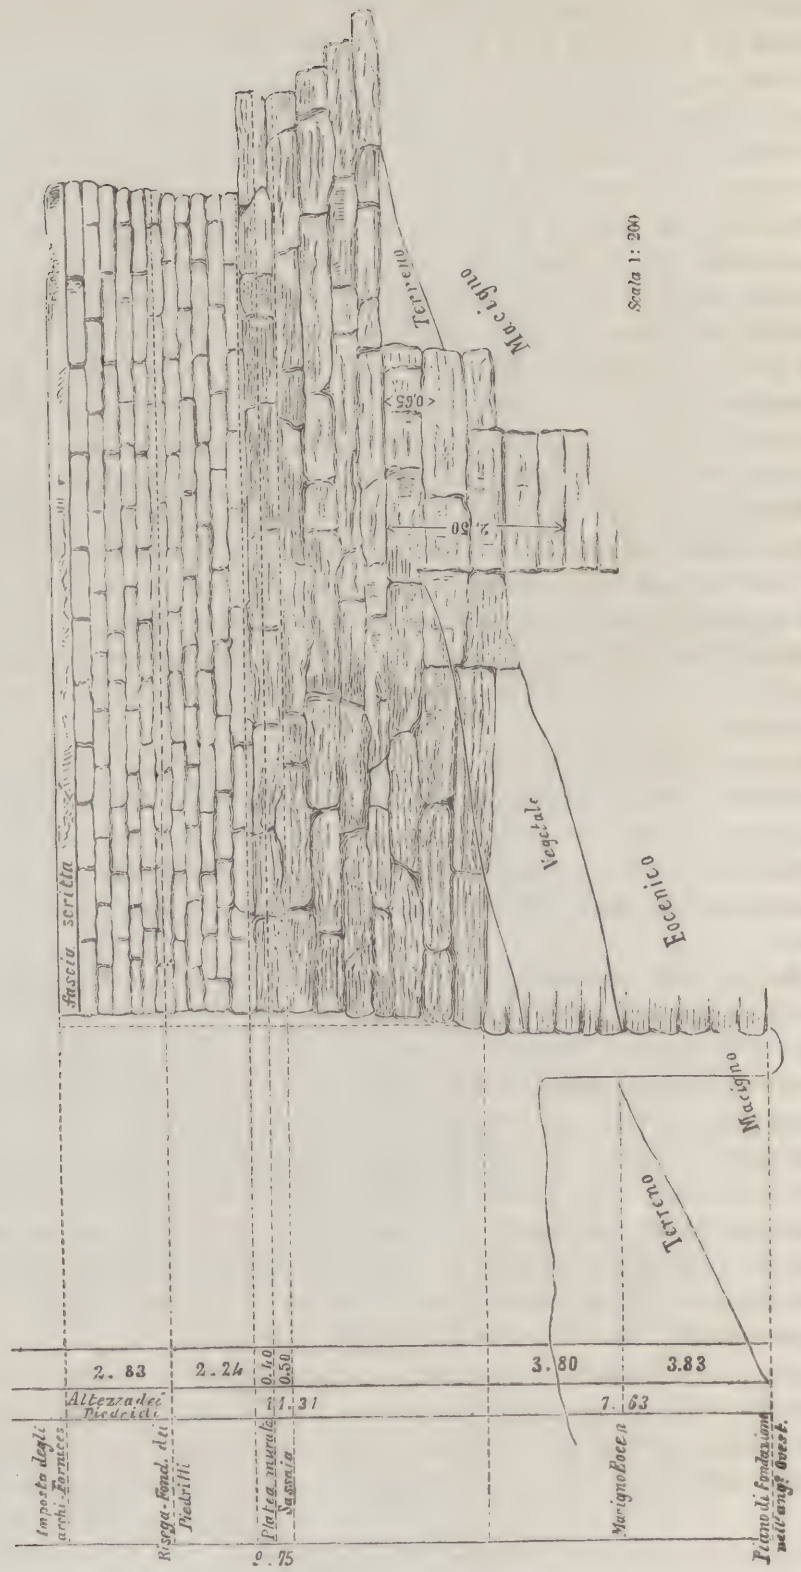 fascia scritta
Terreno
Macigno
Scala 1: 200
< 0,65 >
2,50
Vegetale
Eocenico
Macigno
Terreno
2.83
2.24
0.40
0.50
3.80
3.83
Altezza dei
Piedritti
11.31
7.63
Imposta degli
archi-Fornices
Risega-Fond. dei
Piedritti
Platea murale
Sassaia
Macigno Eocen
Piano di fondazione
nell'ang.° Ovest.
9.75